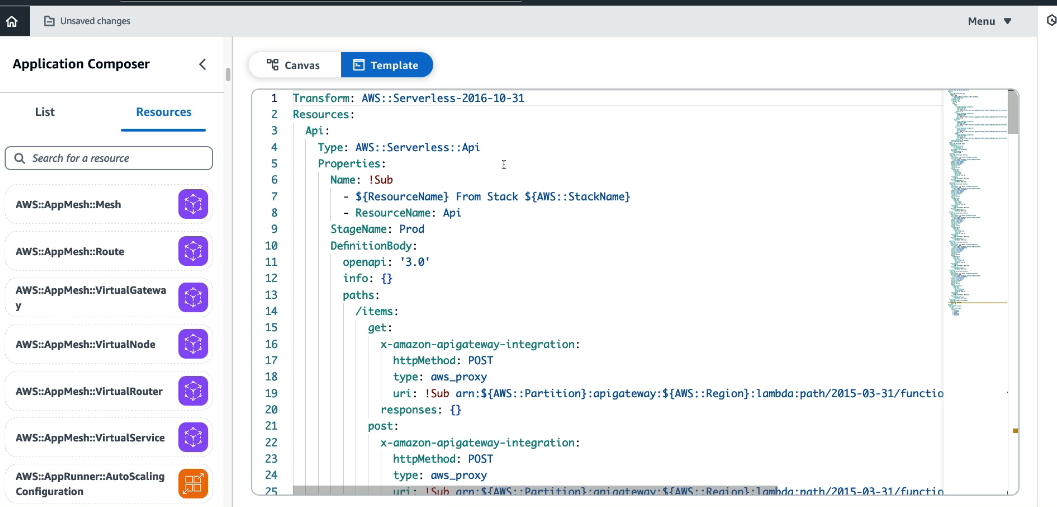 Unsaved changes
Menu
Application Composer
List
Resources
Search for a resource
AWS::AppMesh::Mesh
AWS::AppMesh::Route
AWS::AppMesh::VirtualGatewa
y
AWS::AppMesh::VirtualNode
AWS::AppMesh::VirtualRouter
AWS::AppMesh::VirtualService
AWS::AppRunner::AutoScaling
Configuration
Canvas
Template
1 Transform: AWS::Serverless-2016-10-31
2 Resources:
3 Api:
4 Type: AWS::Serverless::Api
5 Properties:
6 Name: !Sub
7 - ${ResourceName} From Stack ${AWS::StackName}
8 - ResourceName: Api
9 StageName: Prod
10 DefinitionBody:
11 openapi: '3.0'
12 info: {}
13 paths:
14 /items:
15 get:
16 x-amazon-apigateway-integration:
17 httpMethod: POST
18 type: aws_proxy
19 uri: !Sub arn:${AWS::Partition}:apigateway:${AWS::Region}:lambda:path/2015-03-31/functio
20 responses: {}
21 post:
22 x-amazon-apigateway-integration:
23 httpMethod: POST
24 type: aws_proxy
25 uri: !Sub arn:${AWS::Partition}:apigateway:${AWS::Region}:lambda:path/2015-03-31/functio